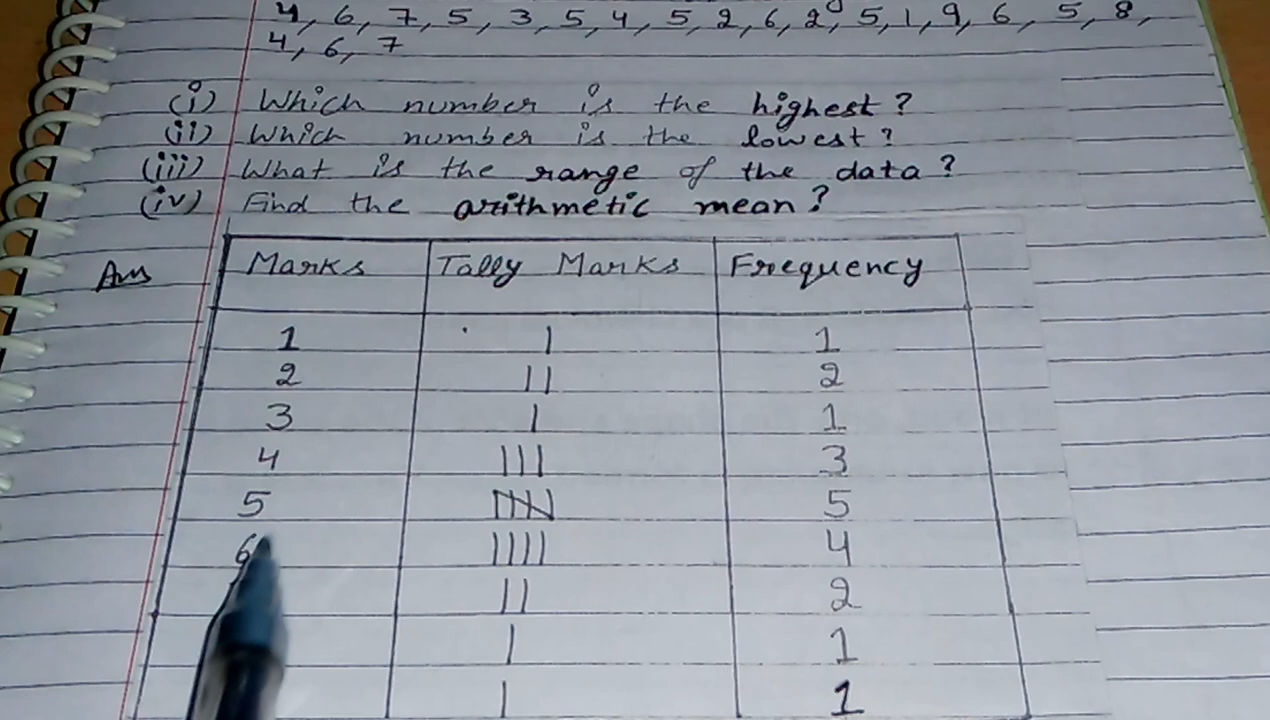 4, 6, 7, 5, 3, 5, 4, 5, 2, 6, 2, 5, 1, 9, 6, 5, 8,
4, 6, 7
(i) Which number is the highest?
(ii) Which number is the lowest?
(iii) What is the range of the data?
(iv) Find the arithmetic mean?
Ans Marks Tally Marks Frequency
1 | 1
2 || 2
3 | 1
4 ||| 3
5 𝍸 5
6 |||| 4
|| 2
| 1
| 1